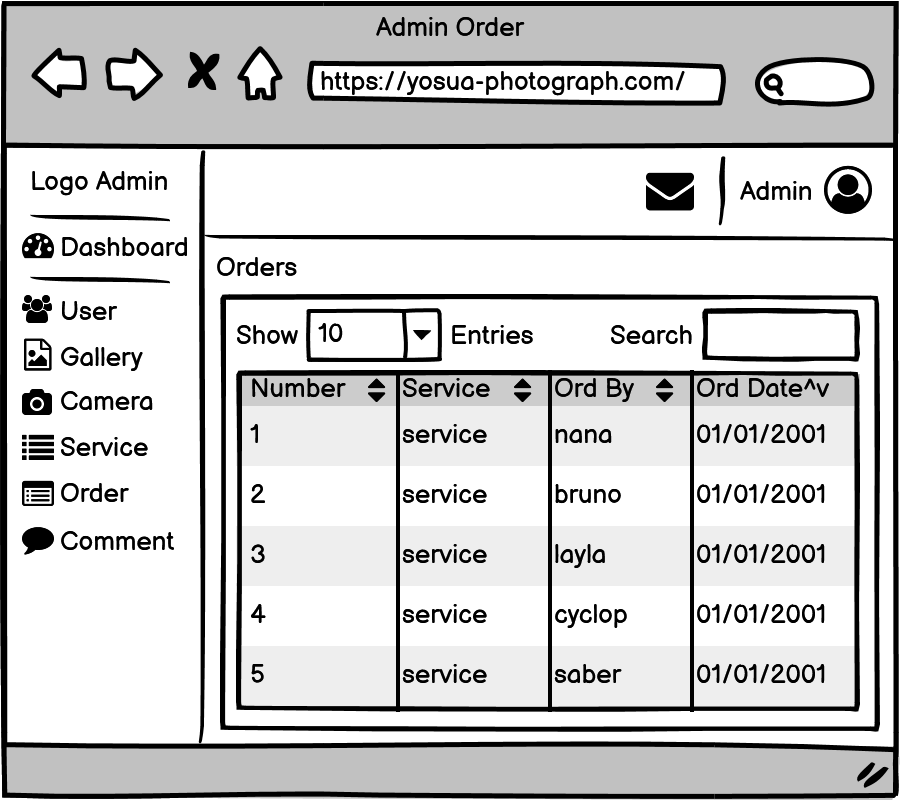 Admin Order
https://yosua-photograph.com/
Logo Admin
Admin
Dashboard
User
Gallery
Camera
Service
Order
Comment
Orders
Show 10 Entries Search
Number Service Ord By Ord Date^v
1 service nana 01/01/2001
2 service bruno 01/01/2001
3 service layla 01/01/2001
4 service cyclop 01/01/2001
5 service saber 01/01/2001